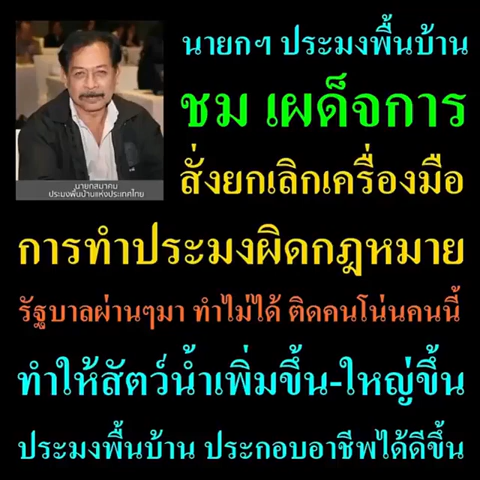 นายกฯ ประมงพื้นบ้าน
ชม เผด็จการ
สั่งยกเลิกเครื่องมือ
นายกสมาคม
ประมงพื้นบ้านแห่งประเทศไทย
การทำประมงผิดกฎหมาย
รัฐบาลผ่านๆมา ทำไม่ได้ ติดคนโน่นคนนี้
ทำให้สัตว์น้ำเพิ่มขึ้น-ใหญ่ขึ้น
ประมงพื้นบ้าน ประกอบอาชีพได้ดีขึ้น